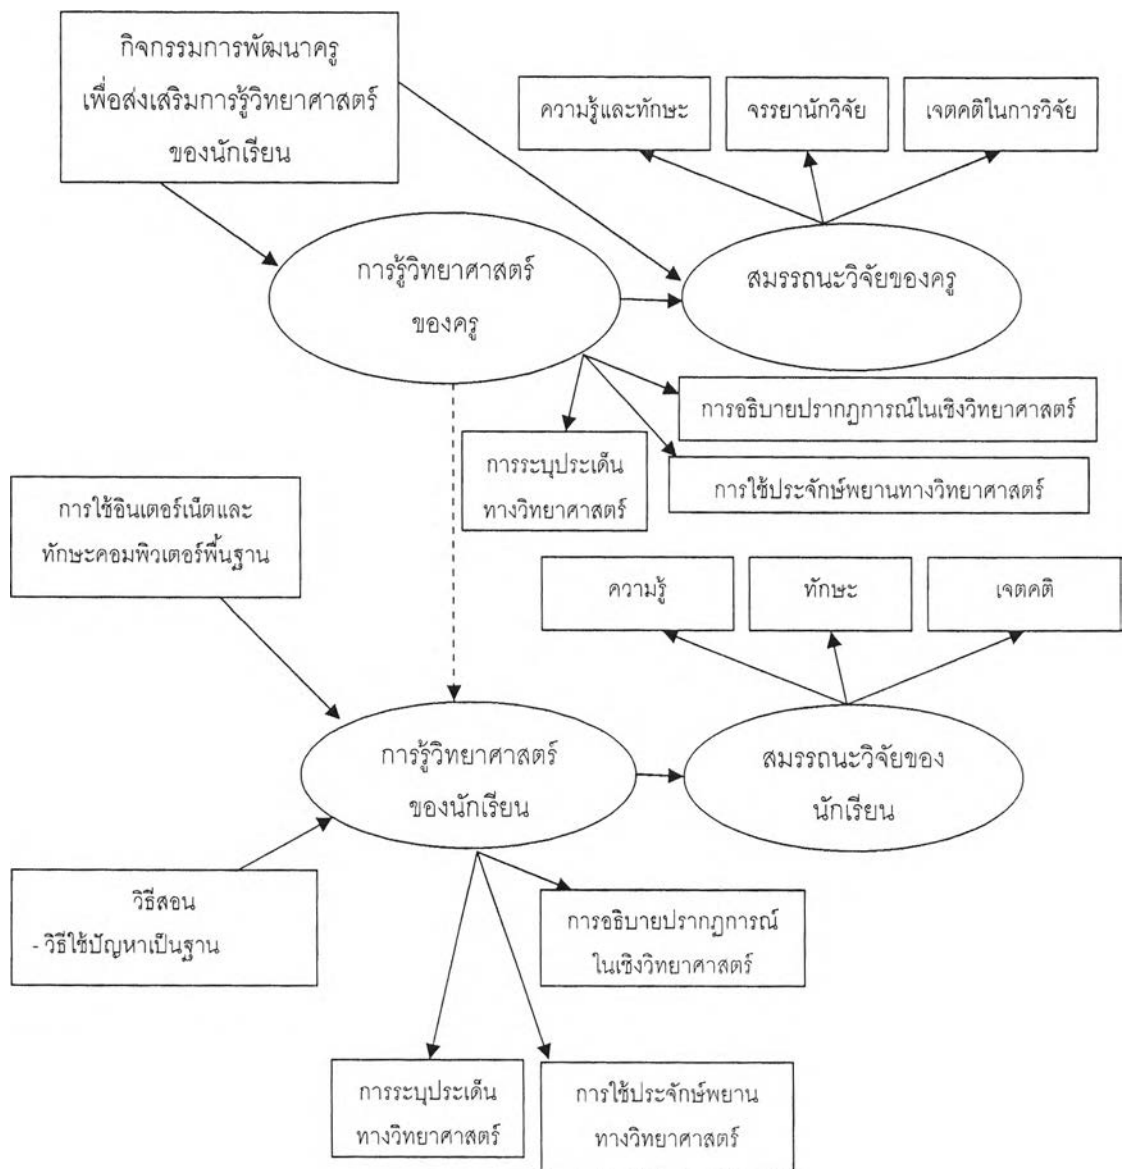 กิจกรรมการพัฒนาครู
เพื่อส่งเสริมการรู้วิทยาศาสตร์
ของนักเรียน
ความรู้และทักษะ
จรรยานักวิจัย
เจตคติในการวิจัย
การรู้วิทยาศาสตร์
ของครู
สมรรถนะวิจัยของครู
การอธิบายปรากฏการณ์ในเชิงวิทยาศาสตร์
การระบุประเด็น
ทางวิทยาศาสตร์
การใช้ประจักษ์พยานทางวิทยาศาสตร์
การใช้อินเตอร์เน็ตและ
ทักษะคอมพิวเตอร์พื้นฐาน
ความรู้
ทักษะ
เจตคติ
การรู้วิทยาศาสตร์
ของนักเรียน
สมรรถนะวิจัยของ
นักเรียน
วิธีสอน
- วิธีใช้ปัญหาเป็นฐาน
การอธิบายปรากฏการณ์
ในเชิงวิทยาศาสตร์
การระบุประเด็น
ทางวิทยาศาสตร์
การใช้ประจักษ์พยาน
ทางวิทยาศาสตร์